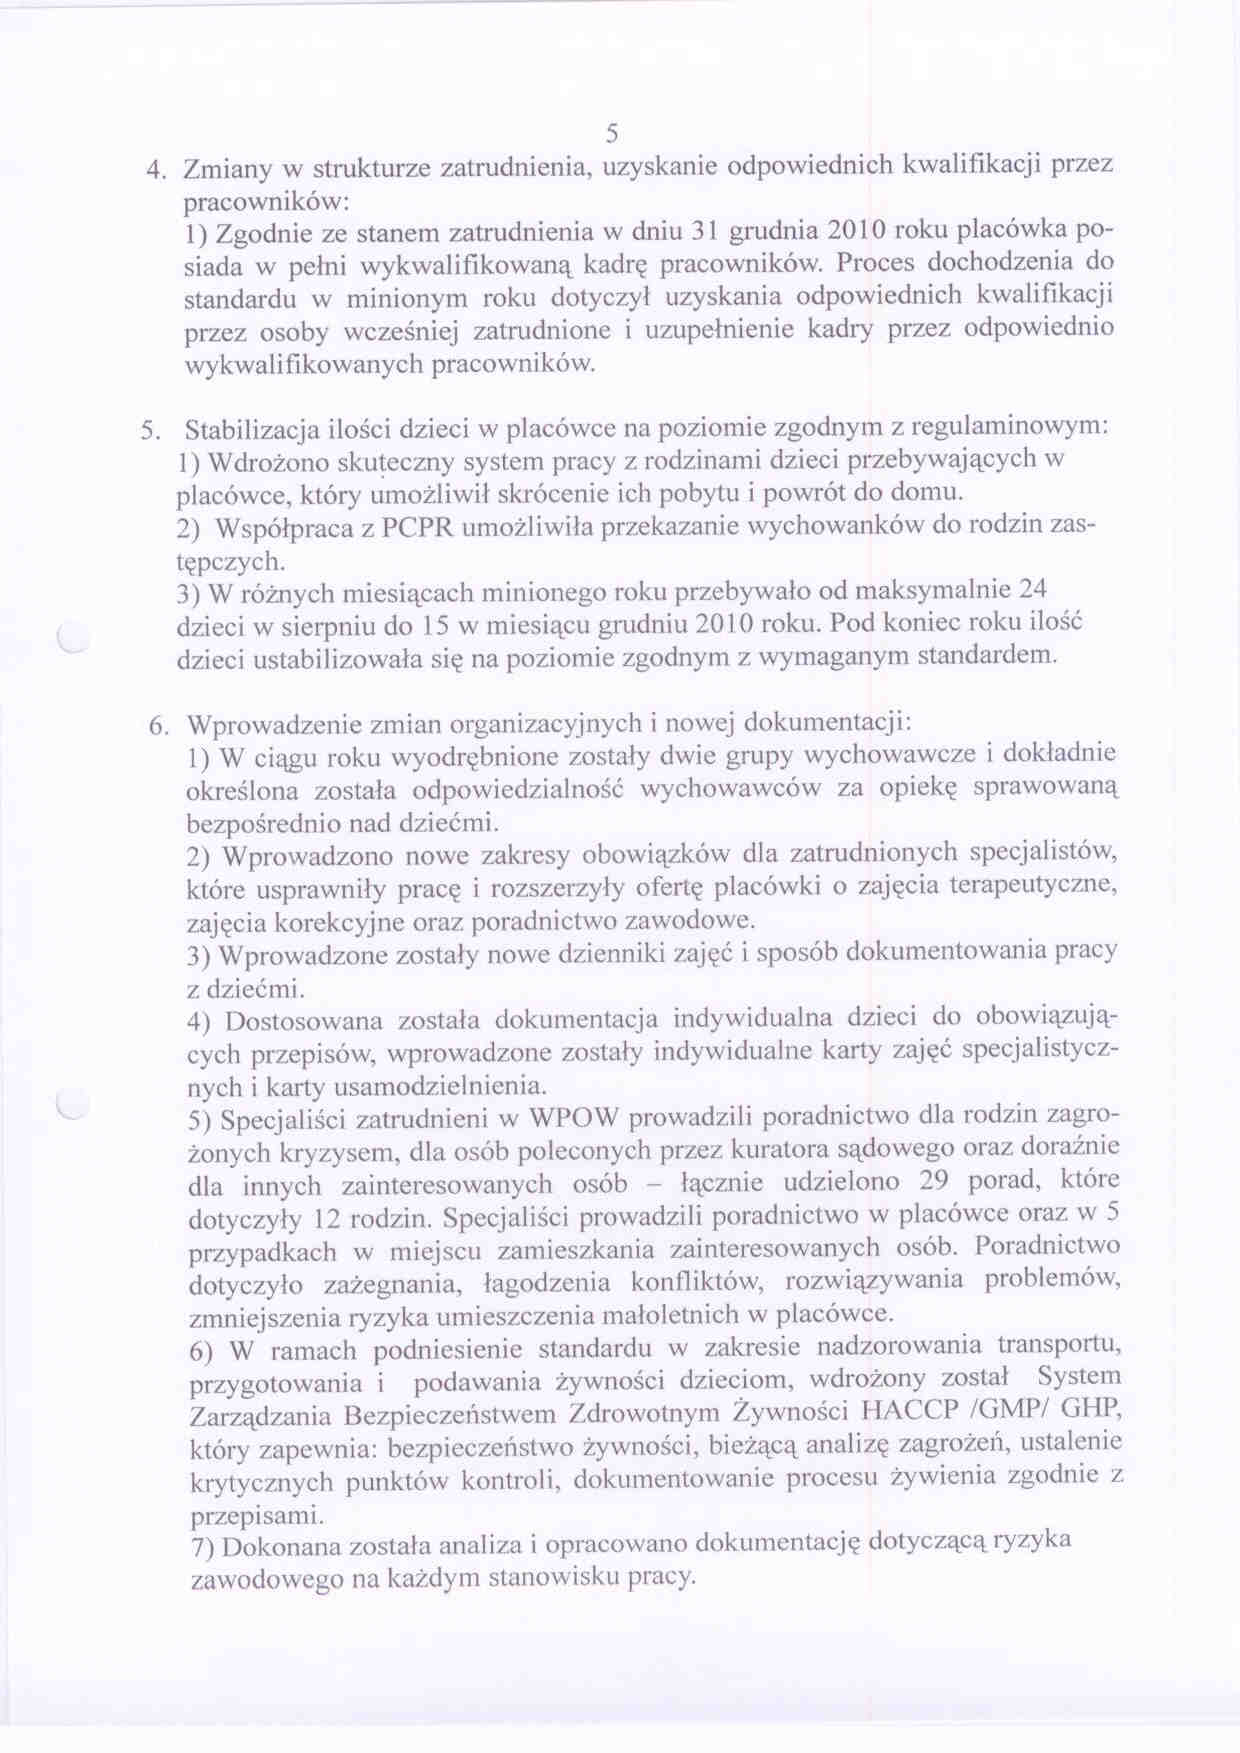 5
4. Zmiany w strukturze zatrudnienia, uzyskanie odpowiednich kwalifikacji przez
pracowników:
1) Zgodnie ze stanem zatrudnienia w dniu 31 grudnia 2010 roku placówka po-
siada w pełni wykwalifikowaną kadrę pracowników. Proces dochodzenia do
standardu w minionym roku dotyczył uzyskania odpowiednich kwalifikacji
przez osoby wcześniej zatrudnione i uzupełnienie kadry przez odpowiednio
wykwalifikowanych pracowników.
5. Stabilizacja ilości dzieci w placówce na poziomie zgodnym z regulaminowym:
1) Wdrożono skuteczny system pracy z rodzinami dzieci przebywających w
placówce, który umożliwił skrócenie ich pobytu i powrót do domu.
2) Współpraca z PCPR umożliwiła przekazanie wychowanków do rodzin zas-
tępczych.
3) W różnych miesiącach minionego roku przebywało od maksymalnie 24
dzieci w sierpniu do 15 w miesiącu grudniu 2010 roku. Pod koniec roku ilość
dzieci ustabilizowała się na poziomie zgodnym z wymaganym standardem.
6. Wprowadzenie zmian organizacyjnych i nowej dokumentacji:
1) W ciągu roku wyodrębnione zostały dwie grupy wychowawcze i dokładnie
określona została odpowiedzialność wychowawców za opiekę sprawowaną
bezpośrednio nad dziećmi.
2) Wprowadzono nowe zakresy obowiązków dla zatrudnionych specjalistów,
które usprawniły pracę i rozszerzyły ofertę placówki o zajęcia terapeutyczne,
zajęcia korekcyjne oraz poradnictwo zawodowe.
3) Wprowadzone zostały nowe dzienniki zajęć i sposób dokumentowania pracy
z dziećmi.
4) Dostosowana została dokumentacja indywidualna dzieci do obowiązują-
cych przepisów, wprowadzone zostały indywidualne karty zajęć specjalistycz-
nych i karty usamodzielnienia.
5) Specjaliści zatrudnieni w WPOW prowadzili poradnictwo dla rodzin zagro-
żonych kryzysem, dla osób poleconych przez kuratora sądowego oraz doraźnie
dla innych zainteresowanych osób – łącznie udzielono 29 porad, które
dotyczyły 12 rodzin. Specjaliści prowadzili poradnictwo w placówce oraz w 5
przypadkach w miejscu zamieszkania zainteresowanych osób. Poradnictwo
dotyczyło zażegnania, łagodzenia konfliktów, rozwiązywania problemów,
zmniejszenia ryzyka umieszczenia małoletnich w placówce.
6) W ramach podniesienie standardu w zakresie nadzorowania transportu,
przygotowania i podawania żywności dzieciom, wdrożony został System
Zarządzania Bezpieczeństwem Zdrowotnym Żywności HACCP /GMP/ GHP,
który zapewnia: bezpieczeństwo żywności, bieżącą analizę zagrożeń, ustalenie
krytycznych punktów kontroli, dokumentowanie procesu żywienia zgodnie z
przepisami.
7) Dokonana została analiza i opracowano dokumentację dotyczącą ryzyka
zawodowego na każdym stanowisku pracy.